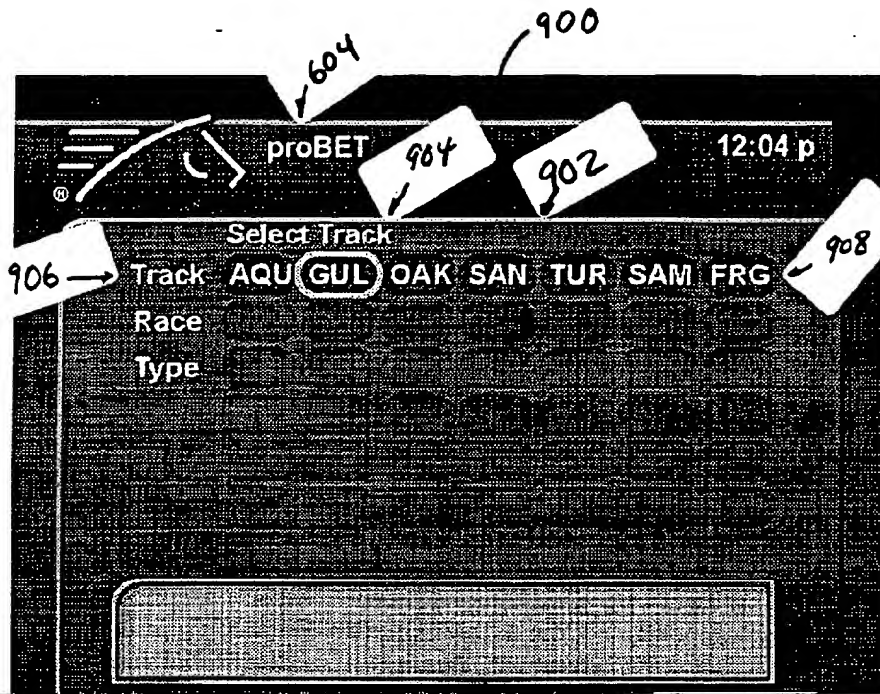 900
604
proBET
904
902
12:04 p
®
Select Track
906
Track AQU GUL OAK SAN TUR SAM FRG
908
Race
Type